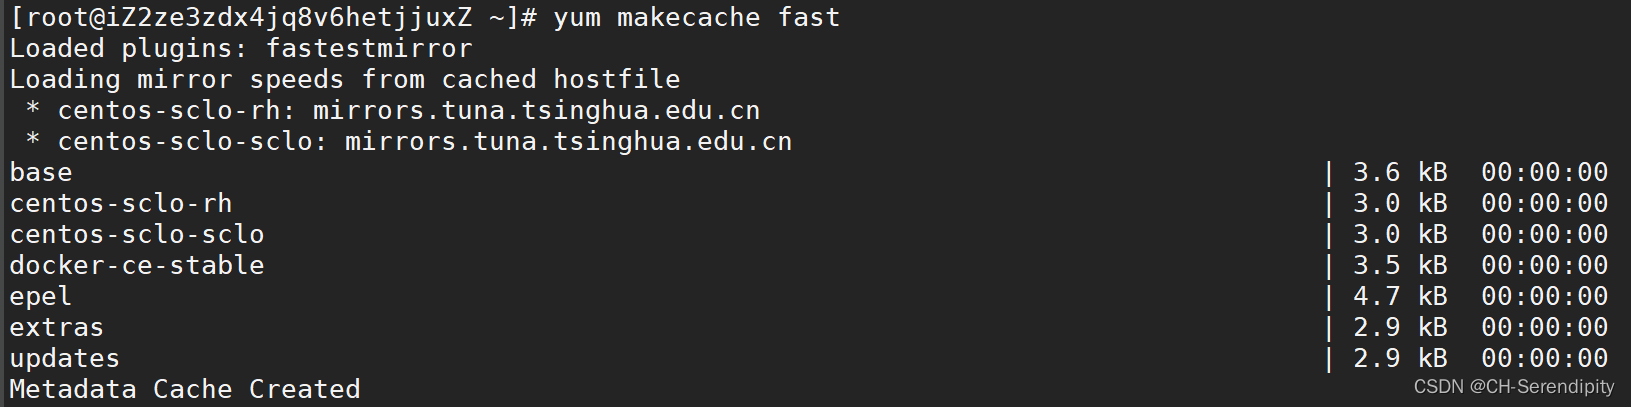 [root@iZ2ze3zdx4jq8v6hetjjuxZ ~]# yum makecache fast
Loaded plugins: fastestmirror
Loading mirror speeds from cached hostfile
 * centos-sclo-rh: mirrors.tuna.tsinghua.edu.cn
 * centos-sclo-sclo: mirrors.tuna.tsinghua.edu.cn
base | 3.6 kB 00:00:00
centos-sclo-rh | 3.0 kB 00:00:00
centos-sclo-sclo | 3.0 kB 00:00:00
docker-ce-stable | 3.5 kB 00:00:00
epel | 4.7 kB 00:00:00
extras | 2.9 kB 00:00:00
updates | 2.9 kB 00:00:00
Metadata Cache Created
CSDN @CH-Serendipity